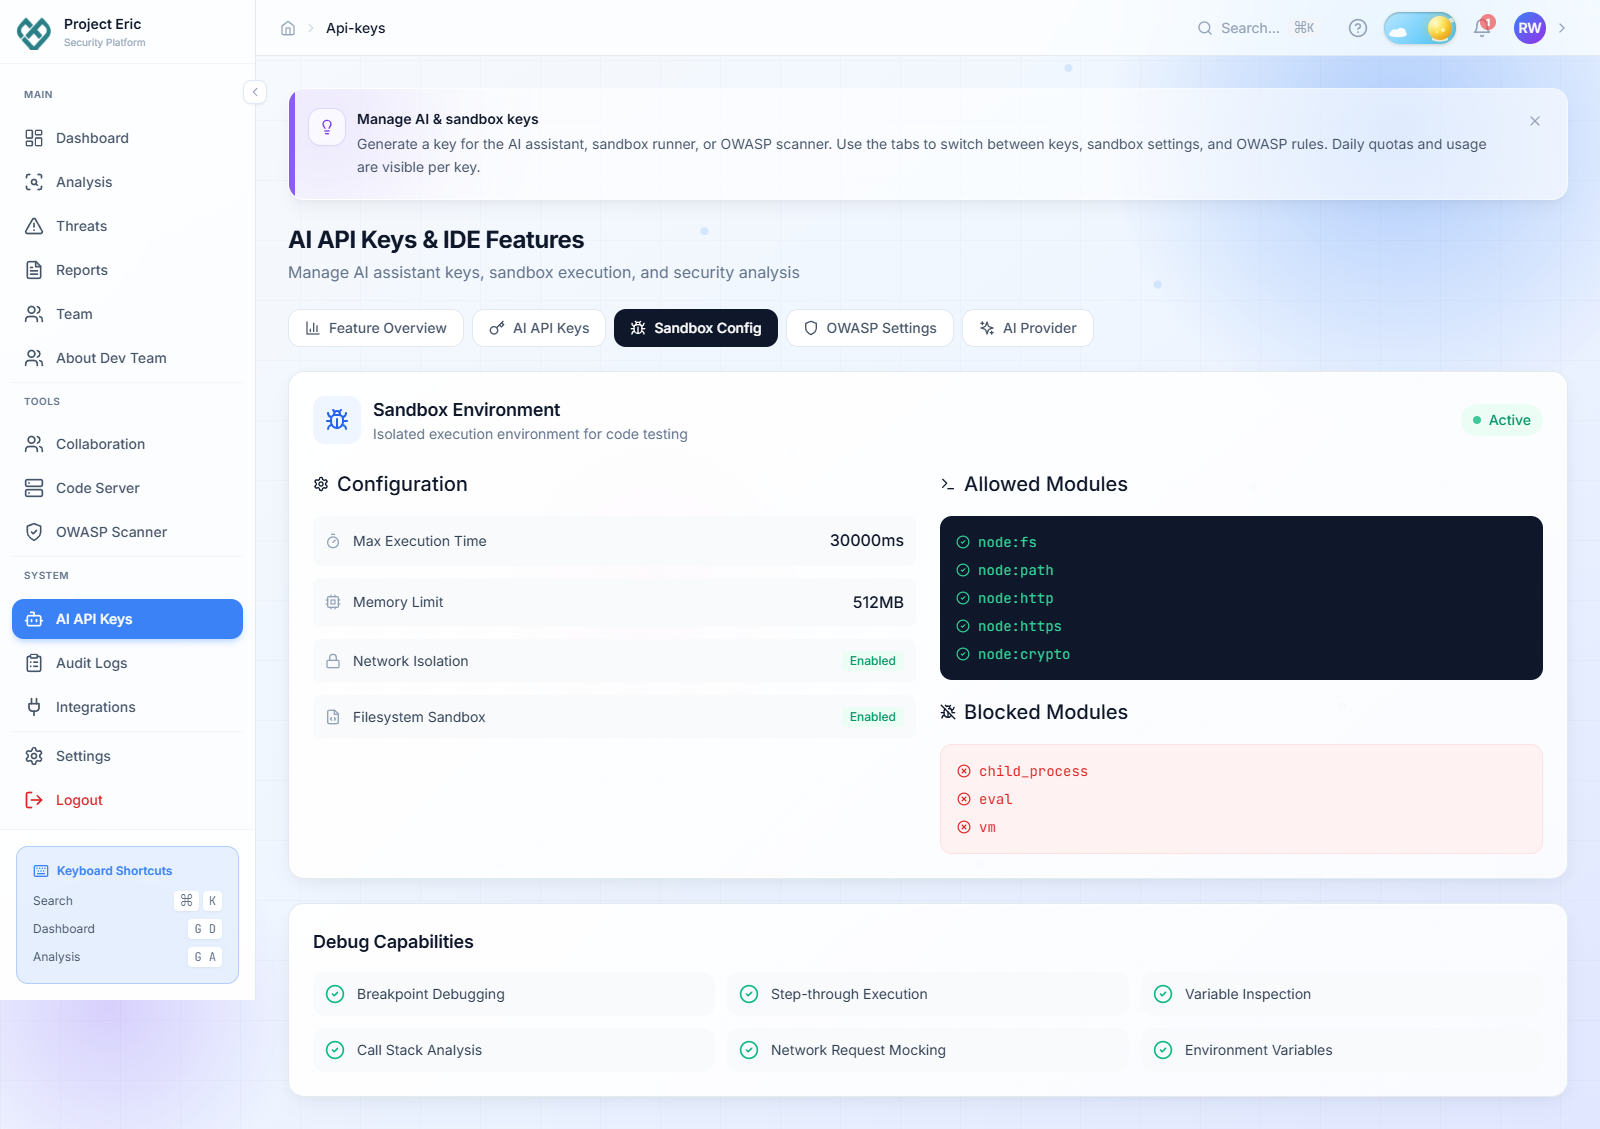 Project Eric
Security Platform
MAIN
Dashboard
Analysis
Threats
Reports
Team
About Dev Team
TOOLS
Collaboration
Code Server
OWASP Scanner
SYSTEM
AI API Keys
Audit Logs
Integrations
Settings
Logout
Keyboard Shortcuts
Search ⌘ K
Dashboard G D
Analysis G A
Api-keys
Search... ⌘K
1
RW
Manage AI & sandbox keys
Generate a key for the AI assistant, sandbox runner, or OWASP scanner. Use the tabs to switch between keys, sandbox settings, and OWASP rules. Daily quotas and usage
are visible per key.
AI API Keys & IDE Features
Manage AI assistant keys, sandbox execution, and security analysis
Feature Overview
AI API Keys
Sandbox Config
OWASP Settings
AI Provider
Sandbox Environment
Isolated execution environment for code testing
Active
Configuration
Max Execution Time 30000ms
Memory Limit 512MB
Network Isolation Enabled
Filesystem Sandbox Enabled
Allowed Modules
node:fs
node:path
node:http
node:https
node:crypto
Blocked Modules
child_process
eval
vm
Debug Capabilities
Breakpoint Debugging
Step-through Execution
Variable Inspection
Call Stack Analysis
Network Request Mocking
Environment Variables